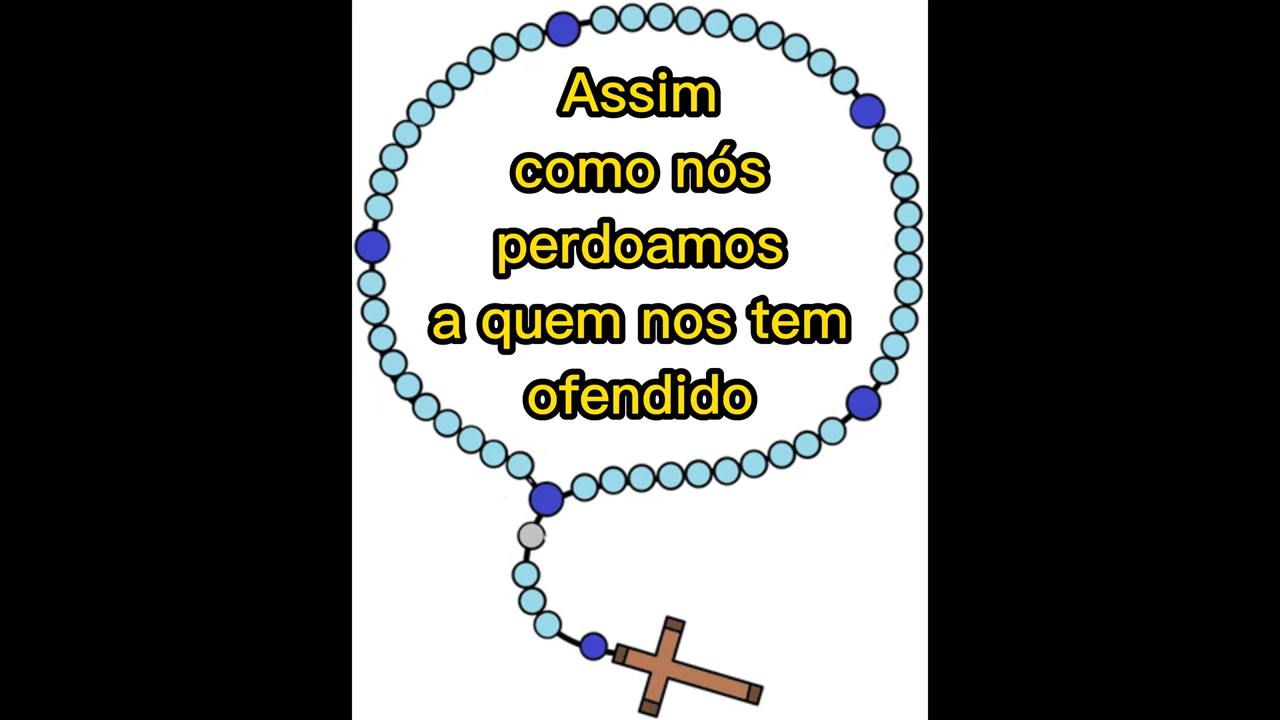 Assim
como nós
perdoamos
a quem nos tem
ofendido